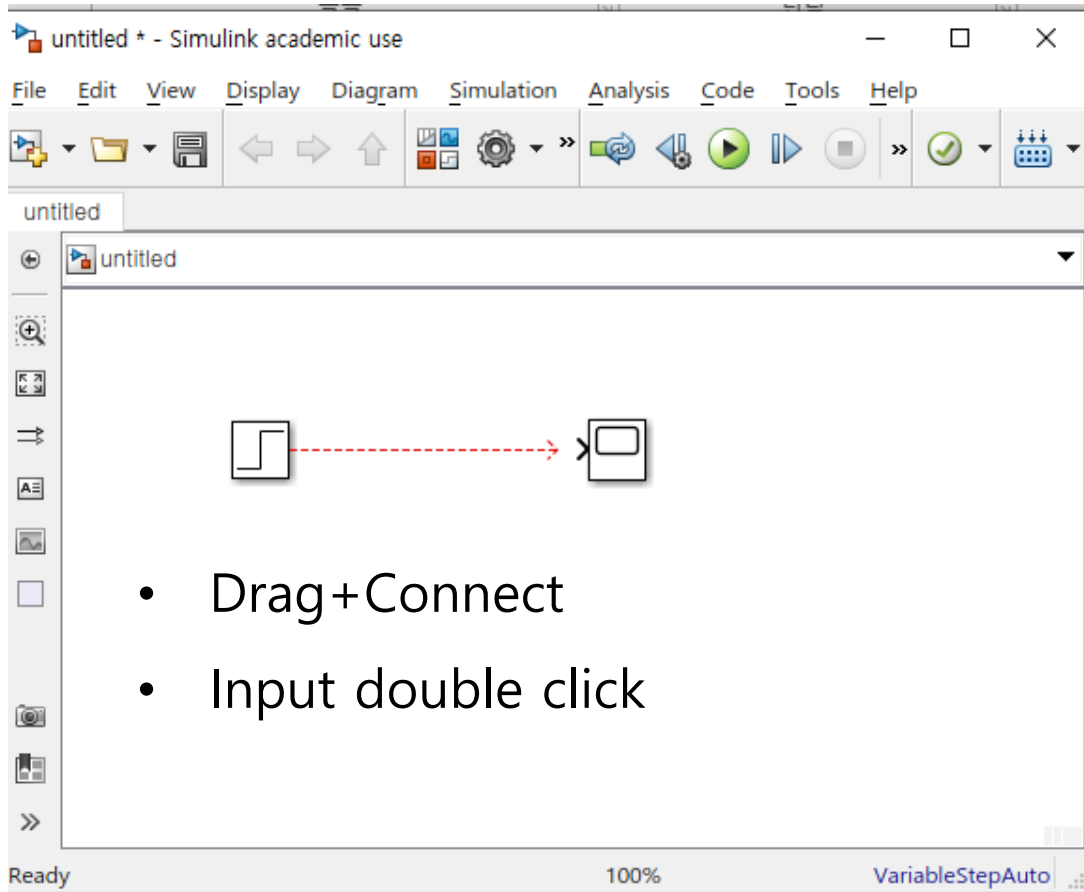 untitled * - Simulink academic use
File Edit View Display Diagram Simulation Analysis Code Tools Help
untitled
untitled
• Drag+Connect
• Input double click
Ready 100% VariableStepAuto